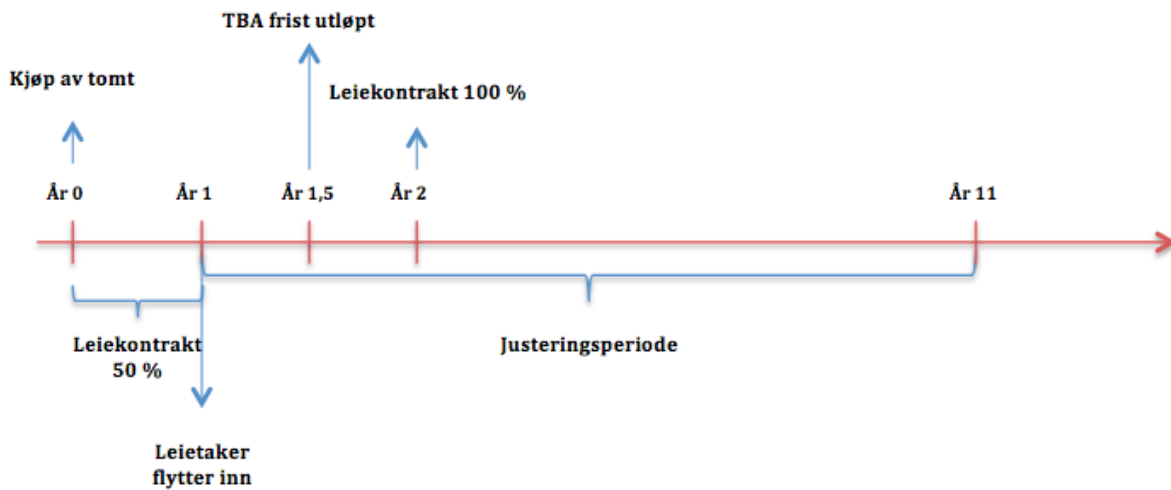 TBA frist utløpt
Kjøp av tomt
Leiekontrakt 100 %
År 0
År 1
År 1,5
År 2
År 11
Leiekontrakt
50 %
Justeringsperiode
Leietaker
flytter inn